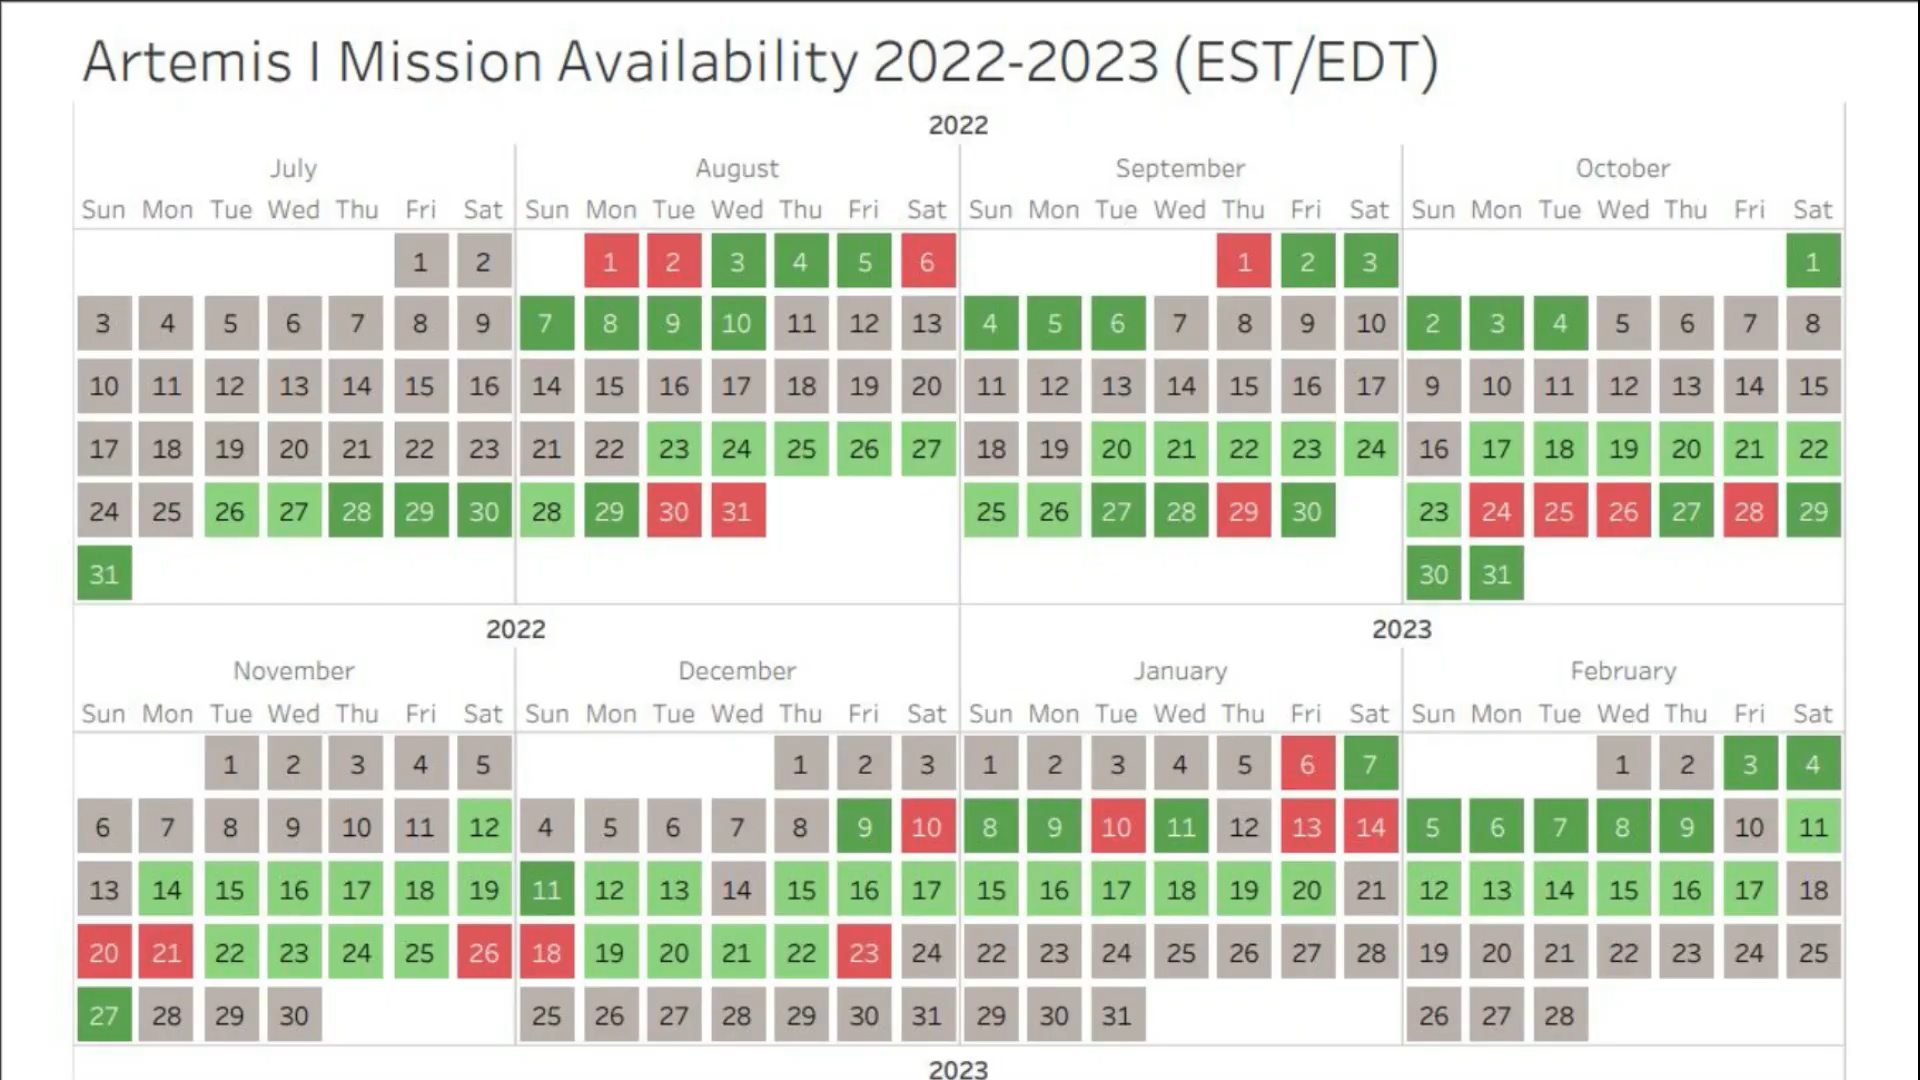 Artemis I Mission Availability 2022-2023 (EST/EDT)
2022
July August September October
Sun Mon Tue Wed Thu Fri Sat Sun Mon Tue Wed Thu Fri Sat Sun Mon Tue Wed Thu Fri Sat Sun Mon Tue Wed Thu Fri Sat
1 2 1 2 3 4 5 6 1 2 3 1
3 4 5 6 7 8 9 7 8 9 10 11 12 13 4 5 6 7 8 9 10 2 3 4 5 6 7 8
10 11 12 13 14 15 16 14 15 16 17 18 19 20 11 12 13 14 15 16 17 9 10 11 12 13 14 15
17 18 19 20 21 22 23 21 22 23 24 25 26 27 18 19 20 21 22 23 24 16 17 18 19 20 21 22
24 25 26 27 28 29 30 28 29 30 31 25 26 27 28 29 30 23 24 25 26 27 28 29
31 30 31
2022 2023
November December January February
Sun Mon Tue Wed Thu Fri Sat Sun Mon Tue Wed Thu Fri Sat Sun Mon Tue Wed Thu Fri Sat Sun Mon Tue Wed Thu Fri Sat
1 2 3 4 5 1 2 3 1 2 3 4 5 6 7 1 2 3 4
6 7 8 9 10 11 12 4 5 6 7 8 9 10 8 9 10 11 12 13 14 5 6 7 8 9 10 11
13 14 15 16 17 18 19 11 12 13 14 15 16 17 15 16 17 18 19 20 21 12 13 14 15 16 17 18
20 21 22 23 24 25 26 18 19 20 21 22 23 24 22 23 24 25 26 27 28 19 20 21 22 23 24 25
27 28 29 30 25 26 27 28 29 30 31 29 30 31 26 27 28
2023